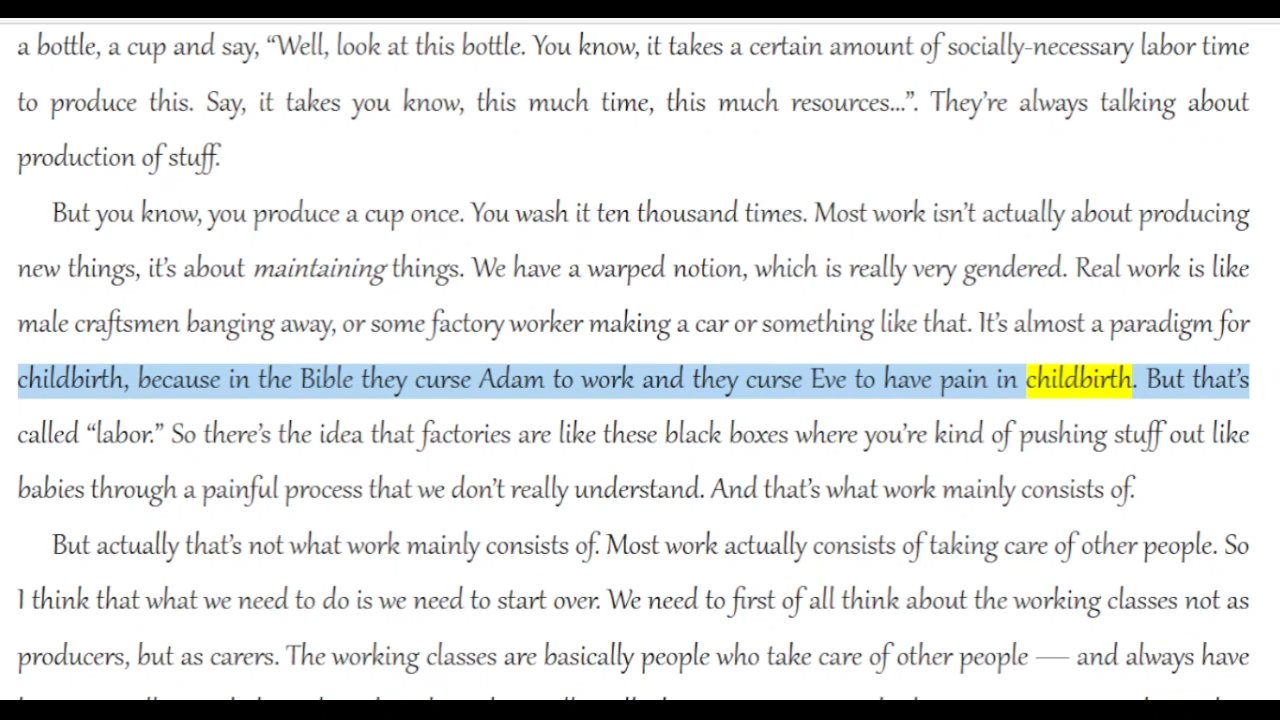 a bottle, a cup and say, “Well, look at this bottle. You know, it takes a certain amount of socially-necessary labor time
to produce this. Say, it takes you know, this much time, this much resources...”. They’re always talking about
production of stuff.
But you know, you produce a cup once. You wash it ten thousand times. Most work isn’t actually about producing
new things, it’s about maintaining things. We have a warped notion, which is really very gendered. Real work is like
male craftsmen banging away, or some factory worker making a car or something like that. It’s almost a paradigm for
childbirth, because in the Bible they curse Adam to work and they curse Eve to have pain in childbirth. But that’s
called “labor.” So there’s the idea that factories are like these black boxes where you’re kind of pushing stuff out like
babies through a painful process that we don’t really understand. And that’s what work mainly consists of.
But actually that’s not what work mainly consists of. Most work actually consists of taking care of other people. So
I think that what we need to do is we need to start over. We need to first of all think about the working classes not as
producers, but as carers. The working classes are basically people who take care of other people — and always have